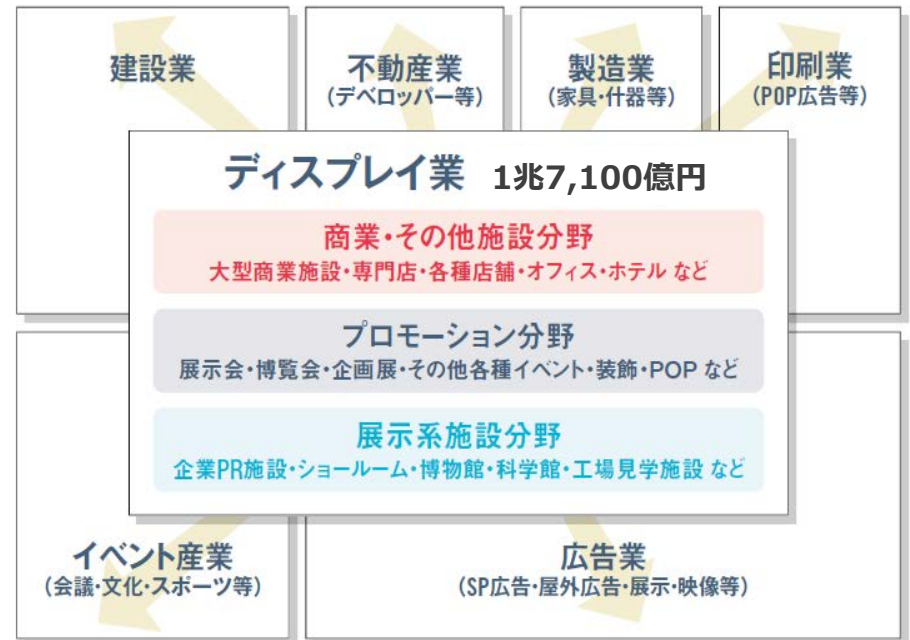 建設業
不動産業
(デベロッパー等)
製造業
(家具・什器等)
印刷業
(POP広告等)
ディスプレイ業 1兆7,100億円
商業・その他施設分野
大型商業施設・専門店・各種店舗・オフィス・ホテル など
プロモーション分野
展示会・博覧会・企画展・その他各種イベント・装飾・POP など
展示系施設分野
企業PR施設・ショールーム・博物館・科学館・工場見学施設 など
イベント産業
(会議・文化・スポーツ等)
広告業
(SP広告・屋外広告・展示・映像等)